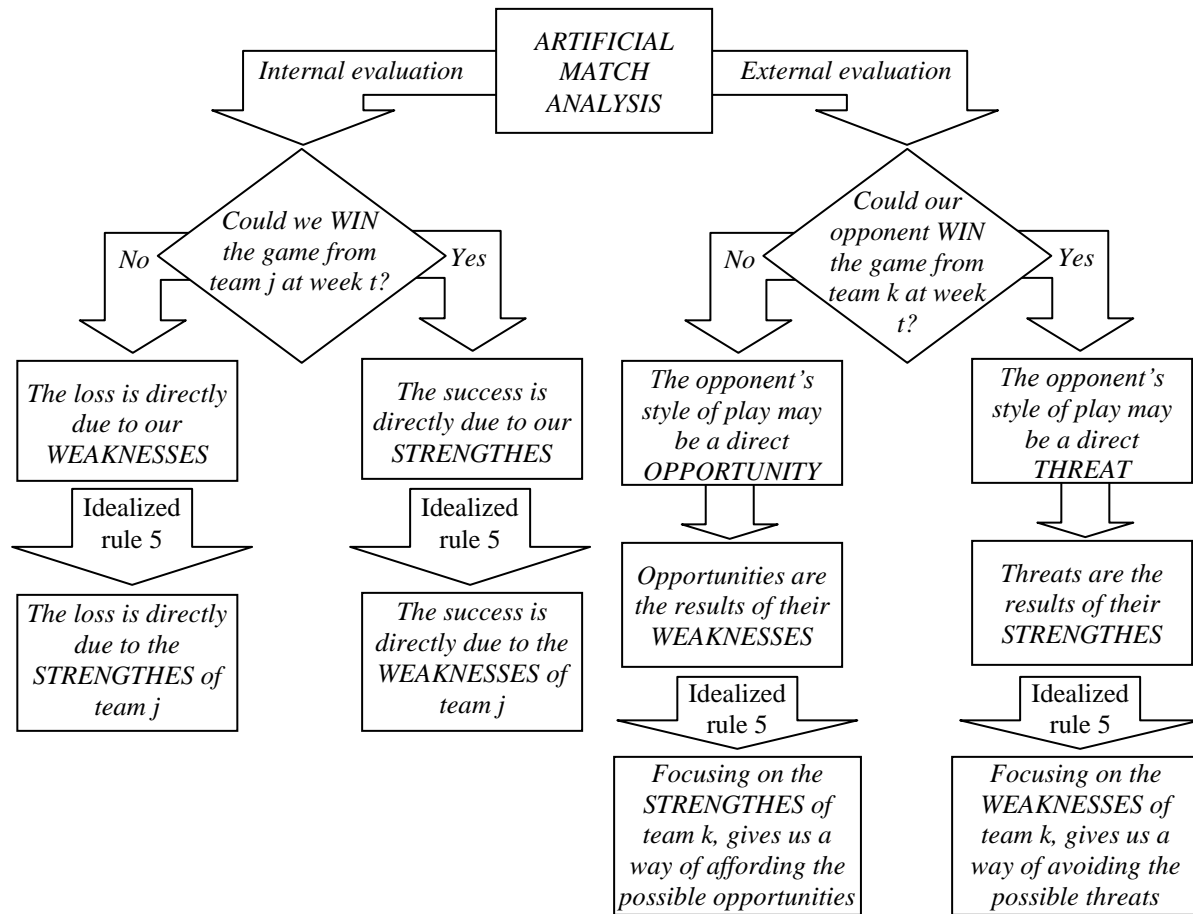 ARTIFICIAL
MATCH
ANALYSIS
Internal evaluation
External evaluation
Could we WIN
the game from
team j at week t?
No
Yes
Could our
opponent WIN
the game from
team k at week
t?
No
Yes
The loss is directly
due to our
WEAKNESSES
The success is
directly due to our
STRENGTHES
The opponent’s
style of play may
be a direct
OPPORTUNITY
The opponent’s
style of play may
be a direct
THREAT
Idealized
rule 5
Idealized
rule 5
The loss is directly
due to the
STRENGTHES of
team j
The success is
directly due to the
WEAKNESSES of
team j
Opportunities are
the results of their
WEAKNESSES
Threats are the
results of their
STRENGTHES
Idealized
rule 5
Idealized
rule 5
Focusing on the
STRENGTHES of
team k, gives us a
way of affording the
possible opportunities
Focusing on the
WEAKNESSES of
team k, gives us a
way of avoiding the
possible threats